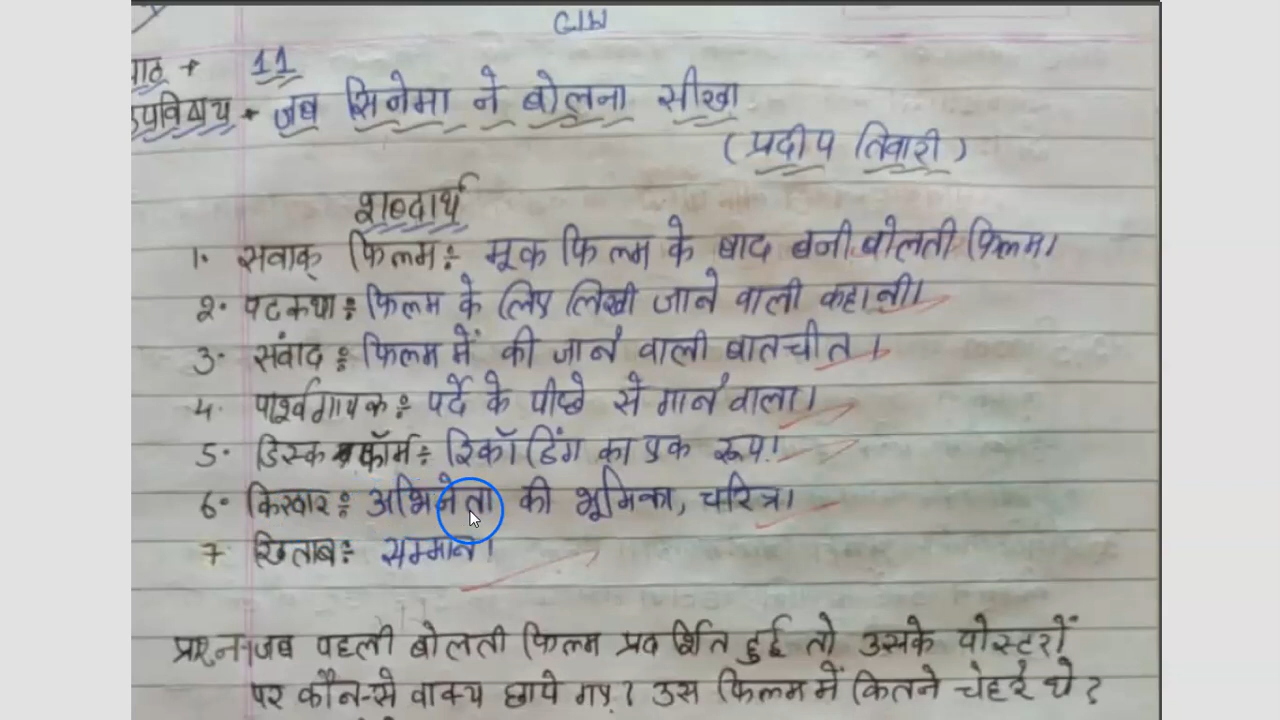 C/W
पाठ → 11
उपविषय → जब सिनेमा ने बोलना सीखा
(प्रदीप तिवारी)
शब्दार्थ
1. सवाक् फिल्म÷ मूक फिल्म के बाद बनी बोलती फिल्म।
2. पटकथा÷ फिल्म के लिए लिखी जाने वाली कहानी।
3. संवाद÷ फिल्म में की जाने वाली बातचीत।
4. पार्श्वगायक÷ पर्दे के पीछे से गाने वाला।
5. डिस्क फॉर्म÷ रिकॉर्डिंग का एक रूप।
6. किरदार÷ अभिनेता की भूमिका, चरित्र।
7 खिताब÷ सम्मान।
प्रश्न-जब पहली बोलती फिल्म प्रदर्शित हुई तो उसके पोस्टरों
पर कौन-से वाक्य छापे गए? उस फिल्म में कितने चेहरे थे?